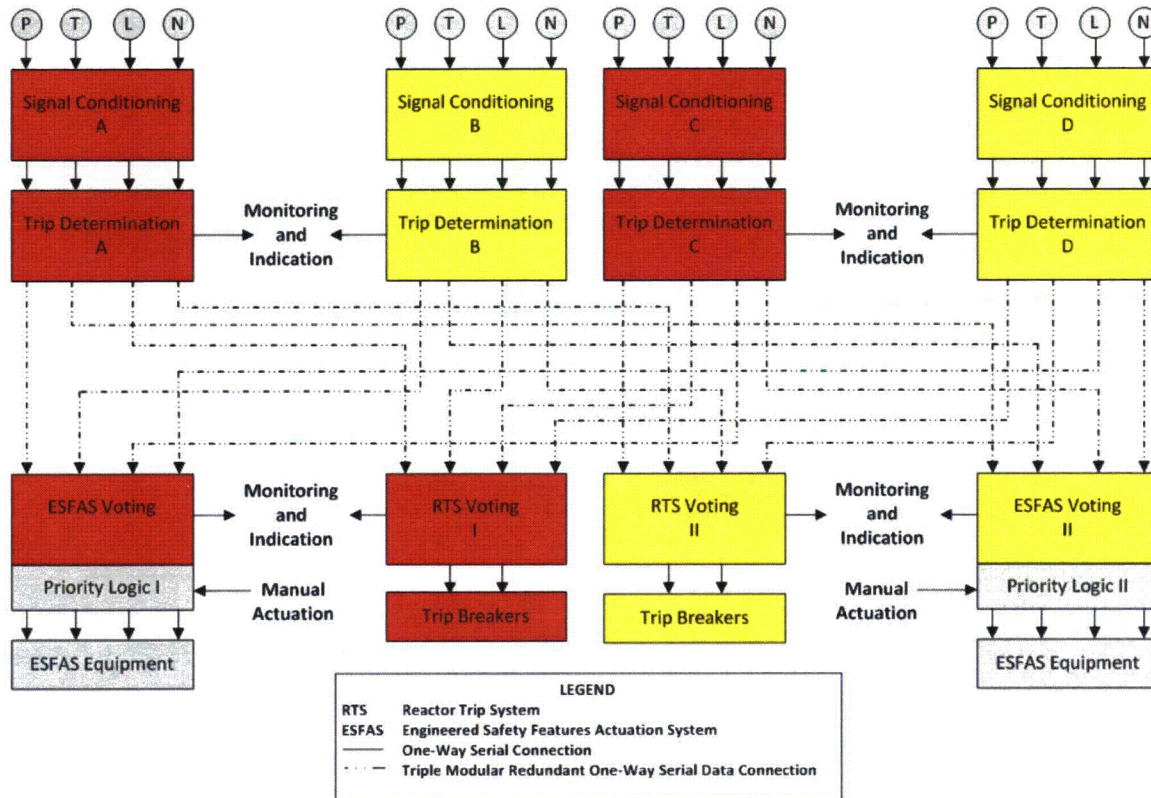 P T L N P T L N P T L N P T L N
Signal Conditioning
A
Signal Conditioning
B
Signal Conditioning
C
Signal Conditioning
D
Trip Determination
A
Monitoring
and
Indication
Trip Determination
B
Trip Determination
C
Monitoring
and
Indication
Trip Determination
D
ESFAS Voting
Monitoring
and
Indication
RTS Voting
I
RTS Voting
II
Monitoring
and
Indication
ESFAS Voting
II
Priority Logic I
Manual
Actuation
Trip Breakers
Trip Breakers
Manual
Actuation
Priority Logic II
ESFAS Equipment
ESFAS Equipment
LEGEND
RTS Reactor Trip System
ESFAS Engineered Safety Features Actuation System
One-Way Serial Connection
Triple Modular Redundant One-Way Serial Data Connection